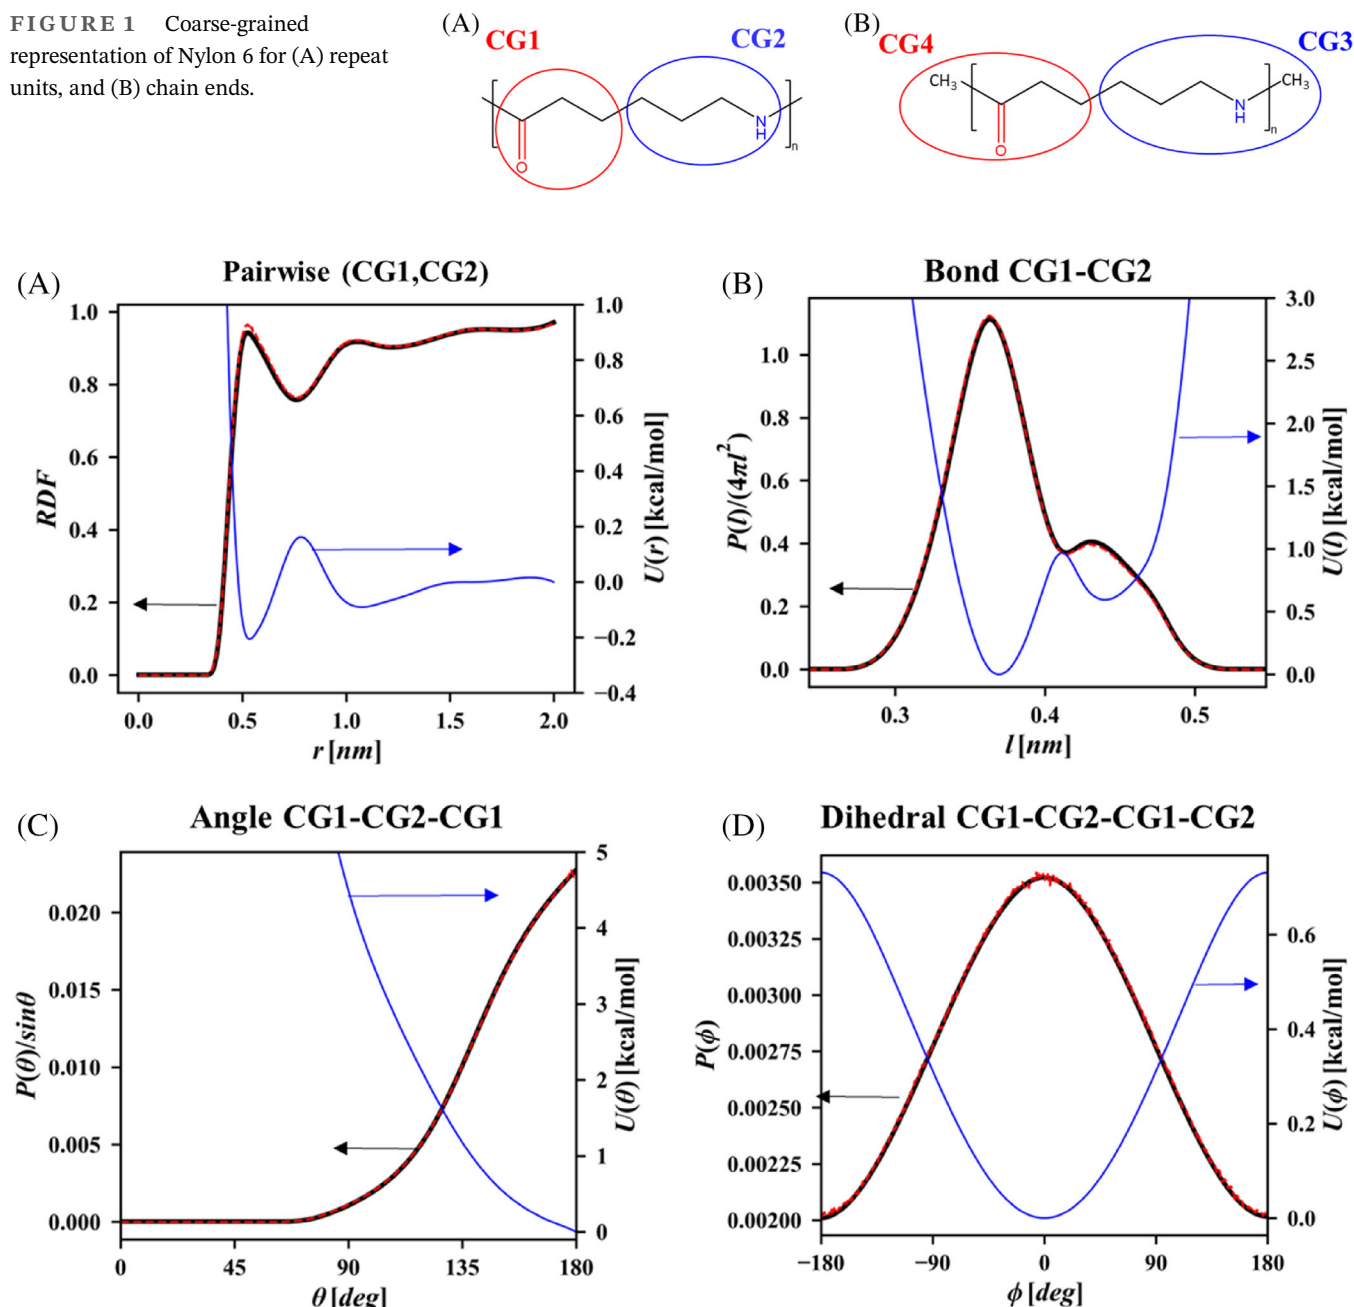 FIGURE 1 Coarse-grained
representation of Nylon 6 for (A) repeat
units, and (B) chain ends.
(A)
CG1
CG2
O
N
H
n
(B)
CG4
CG3
CH3
CH3
O
N
H
n
(A)
Pairwise (CG1,CG2)
1.0
0.8
0.6
0.4
0.2
0.0
RDF
1.0
0.8
0.6
0.4
0.2
0.0
−0.2
−0.4
U(r) [kcal/mol]
0.0 0.5 1.0 1.5 2.0
r [nm]
(B)
Bond CG1-CG2
1.0
0.8
0.6
0.4
0.2
0.0
P(l)/(4πl²)
3.0
2.5
2.0
1.5
1.0
0.5
0.0
U(l) [kcal/mol]
0.3 0.4 0.5
l [nm]
(C)
Angle CG1-CG2-CG1
0.020
0.015
0.010
0.005
0.000
P(θ)/sinθ
5
4
3
2
1
0
U(θ) [kcal/mol]
0 45 90 135 180
θ [deg]
(D)
Dihedral CG1-CG2-CG1-CG2
0.00350
0.00325
0.00300
0.00275
0.00250
0.00225
0.00200
P(ϕ)
0.6
0.4
0.2
0.0
U(ϕ) [kcal/mol]
−180 −90 0 90 180
ϕ [deg]